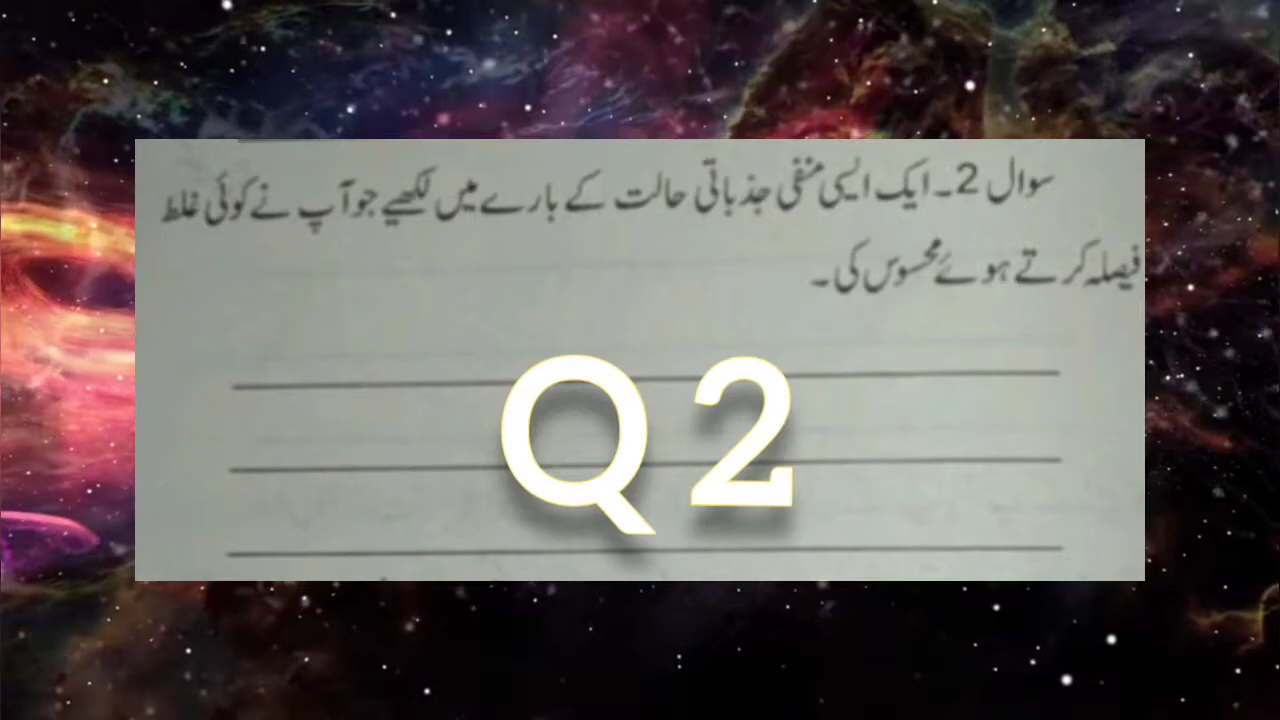 سوال 2۔ ایک ایسی منفی جذباتی حالت کے بارے میں لکھیے جو آپ نے کوئی غلط
فیصلہ کرتے ہوئے محسوس کی۔
Q 2